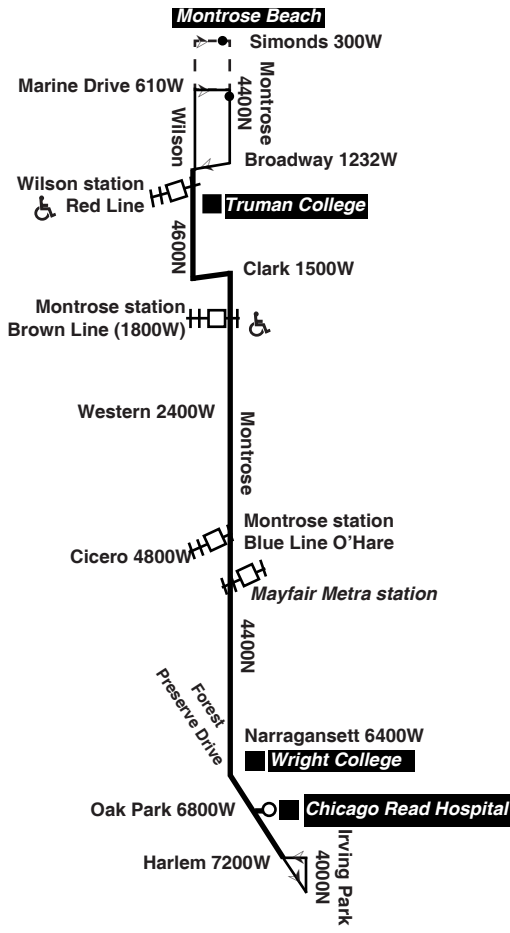 Montrose Beach
Simonds 300W
Marine Drive 610W
Montrose
4400N
Wilson
Broadway 1232W
Wilson station
Red Line
Truman College
4600N
Clark 1500W
Montrose station
Brown Line (1800W)
Western 2400W
Montrose
Montrose station
Blue Line O’Hare
Cicero 4800W
Mayfair Metra station
4400N
Forest
Preserve Drive
Narragansett 6400W
Wright College
Oak Park 6800W
Chicago Read Hospital
Harlem 7200W
Irving Park
4000N